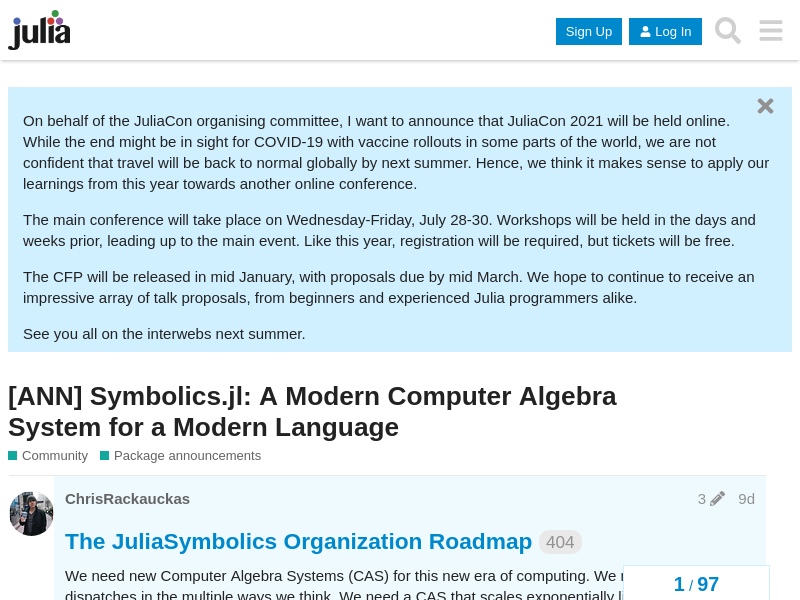 julia
Sign Up
Log In
On behalf of the JuliaCon organising committee, I want to announce that JuliaCon 2021 will be held online.
While the end might be in sight for COVID-19 with vaccine rollouts in some parts of the world, we are not
confident that travel will be back to normal globally by next summer. Hence, we think it makes sense to apply our
learnings from this year towards another online conference.
The main conference will take place on Wednesday-Friday, July 28-30. Workshops will be held in the days and
weeks prior, leading up to the main event. Like this year, registration will be required, but tickets will be free.
The CFP will be released in mid January, with proposals due by mid March. We hope to continue to receive an
impressive array of talk proposals, from beginners and experienced Julia programmers alike.
See you all on the interwebs next summer.
[ANN] Symbolics.jl: A Modern Computer Algebra
System for a Modern Language
Community Package announcements
ChrisRackauckas 3 9d
The JuliaSymbolics Organization Roadmap 404
We need new Computer Algebra Systems (CAS) for this new era of computing. We
dispatches in the multiple ways we think. We need a CAS that scales exponentially
1 / 97